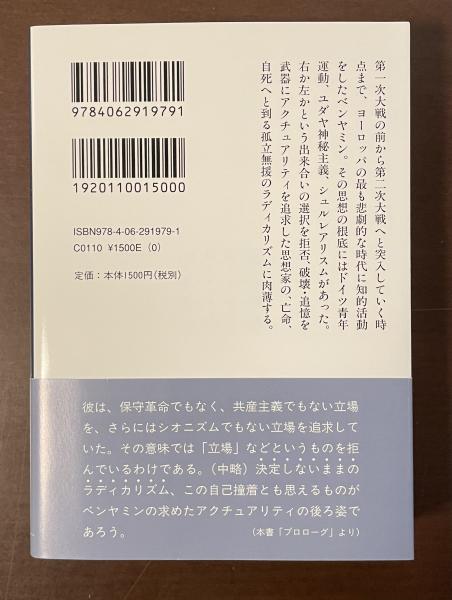 9784062919791
1920110015000
ISBN978-4-06-291979-1
C0110 ¥1500E (0)
定価：本体1500円(税別)
第一次大戦の前から第二次大戦へと突入していく時
点まで、ヨーロッパの最も悲劇的な時代に知的活動
をしたベンヤミン。その思想の根底にはドイツ青年
運動、ユダヤ神秘主義、シュルレアリスムがあった。
右か左かという出来合いの選択を拒否、破壊・追憶を
武器にアクチュアリティを追求した思想家の、亡命、
自死へと到る孤立無援のラディカリズムに肉薄する。
彼は、保守革命でもなく、共産主義でもない立場
を、さらにはシオニズムでもない立場を追求してい
た。その意味では「立場」などというものを拒
んでいるわけである。（中略）決定しないままの
ラディカリズム、この自己撞着とも思えるものが
ベンヤミンの求めたアクチュアリティの後ろ姿で
あろう。
（本書「プロローグ」より）